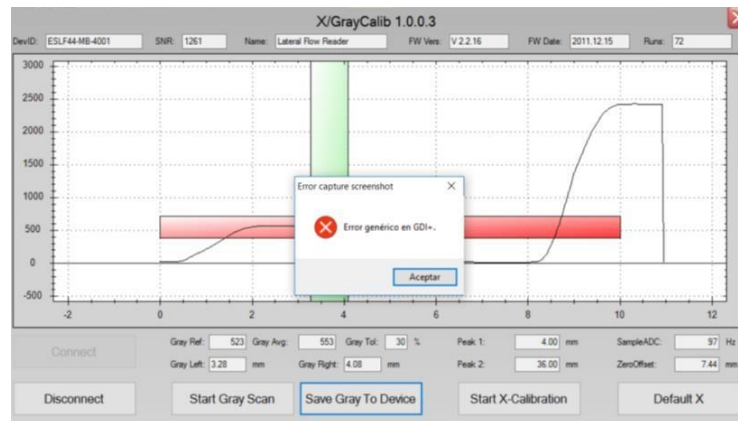 X/GrayCalib 1.0.0.3
DevID: ESLF44-MB-4001 SNR: 1261 Name: Lateral Flow Reader FW Vers: V 2.2.16 FW Date: 2011.12.15 Runs: 72
3000
2500
2000
1500
1000
500
0
-500
Error capture screenshot
Error genérico en GDI+.
Aceptar
-2 0 2 4 6 8 10 12
Gray Ref: 523 Gray Avg: 553 Gray Tol: 30 % Peak 1: 4.00 mm SampleADC: 97 Hz
Connect
Gray Left: 3.28 mm Gray Right: 4.08 mm Peak 2: 36.00 mm ZeroOffset: 7.44 mm
Disconnect Start Gray Scan Save Gray To Device Start X-Calibration Default X